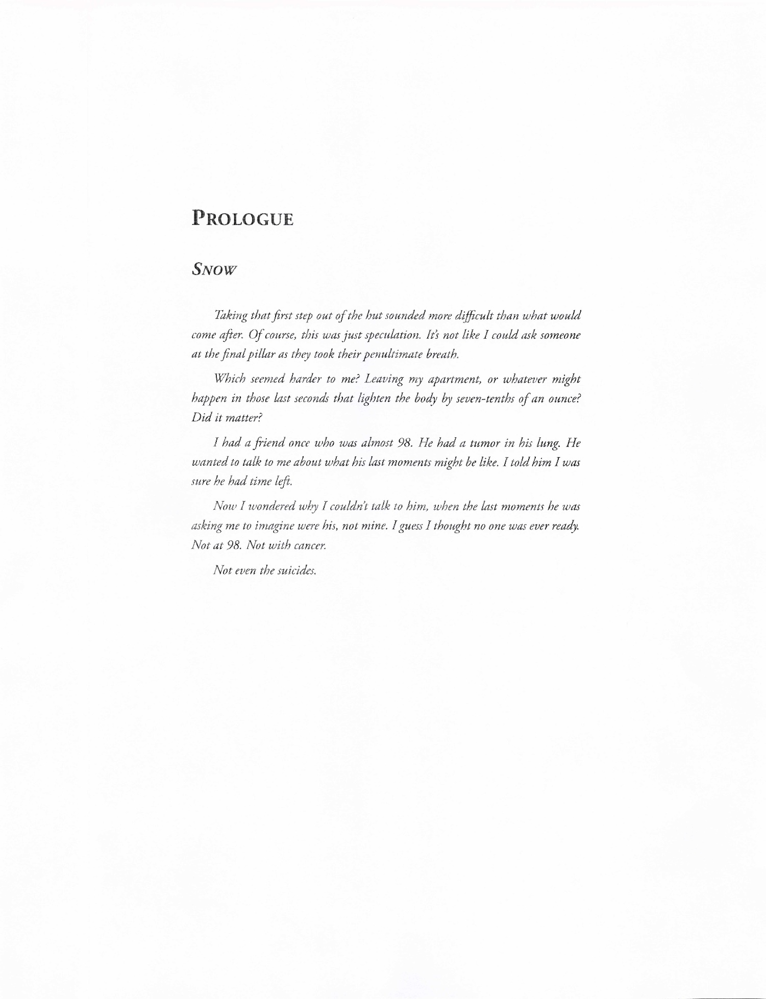 PROLOGUE
SNOW
Taking that first step out of the hut sounded more difficult than what would
come after. Of course, this was just speculation. It's not like I could ask someone
at the final pillar as they took their penultimate breath.
Which seemed harder to me? Leaving my apartment, or whatever might
happen in those last seconds that lighten the body by seven-tenths of an ounce?
Did it matter?
I had a friend once who was almost 98. He had a tumor in his lung. He
wanted to talk to me about what his last moments might be like. I told him I was
sure he had time left.
Now I wondered why I couldn't talk to him, when the last moments he was
asking me to imagine were his, not mine. I guess I thought no one was ever ready.
Not at 98. Not with cancer.
Not even the suicides.